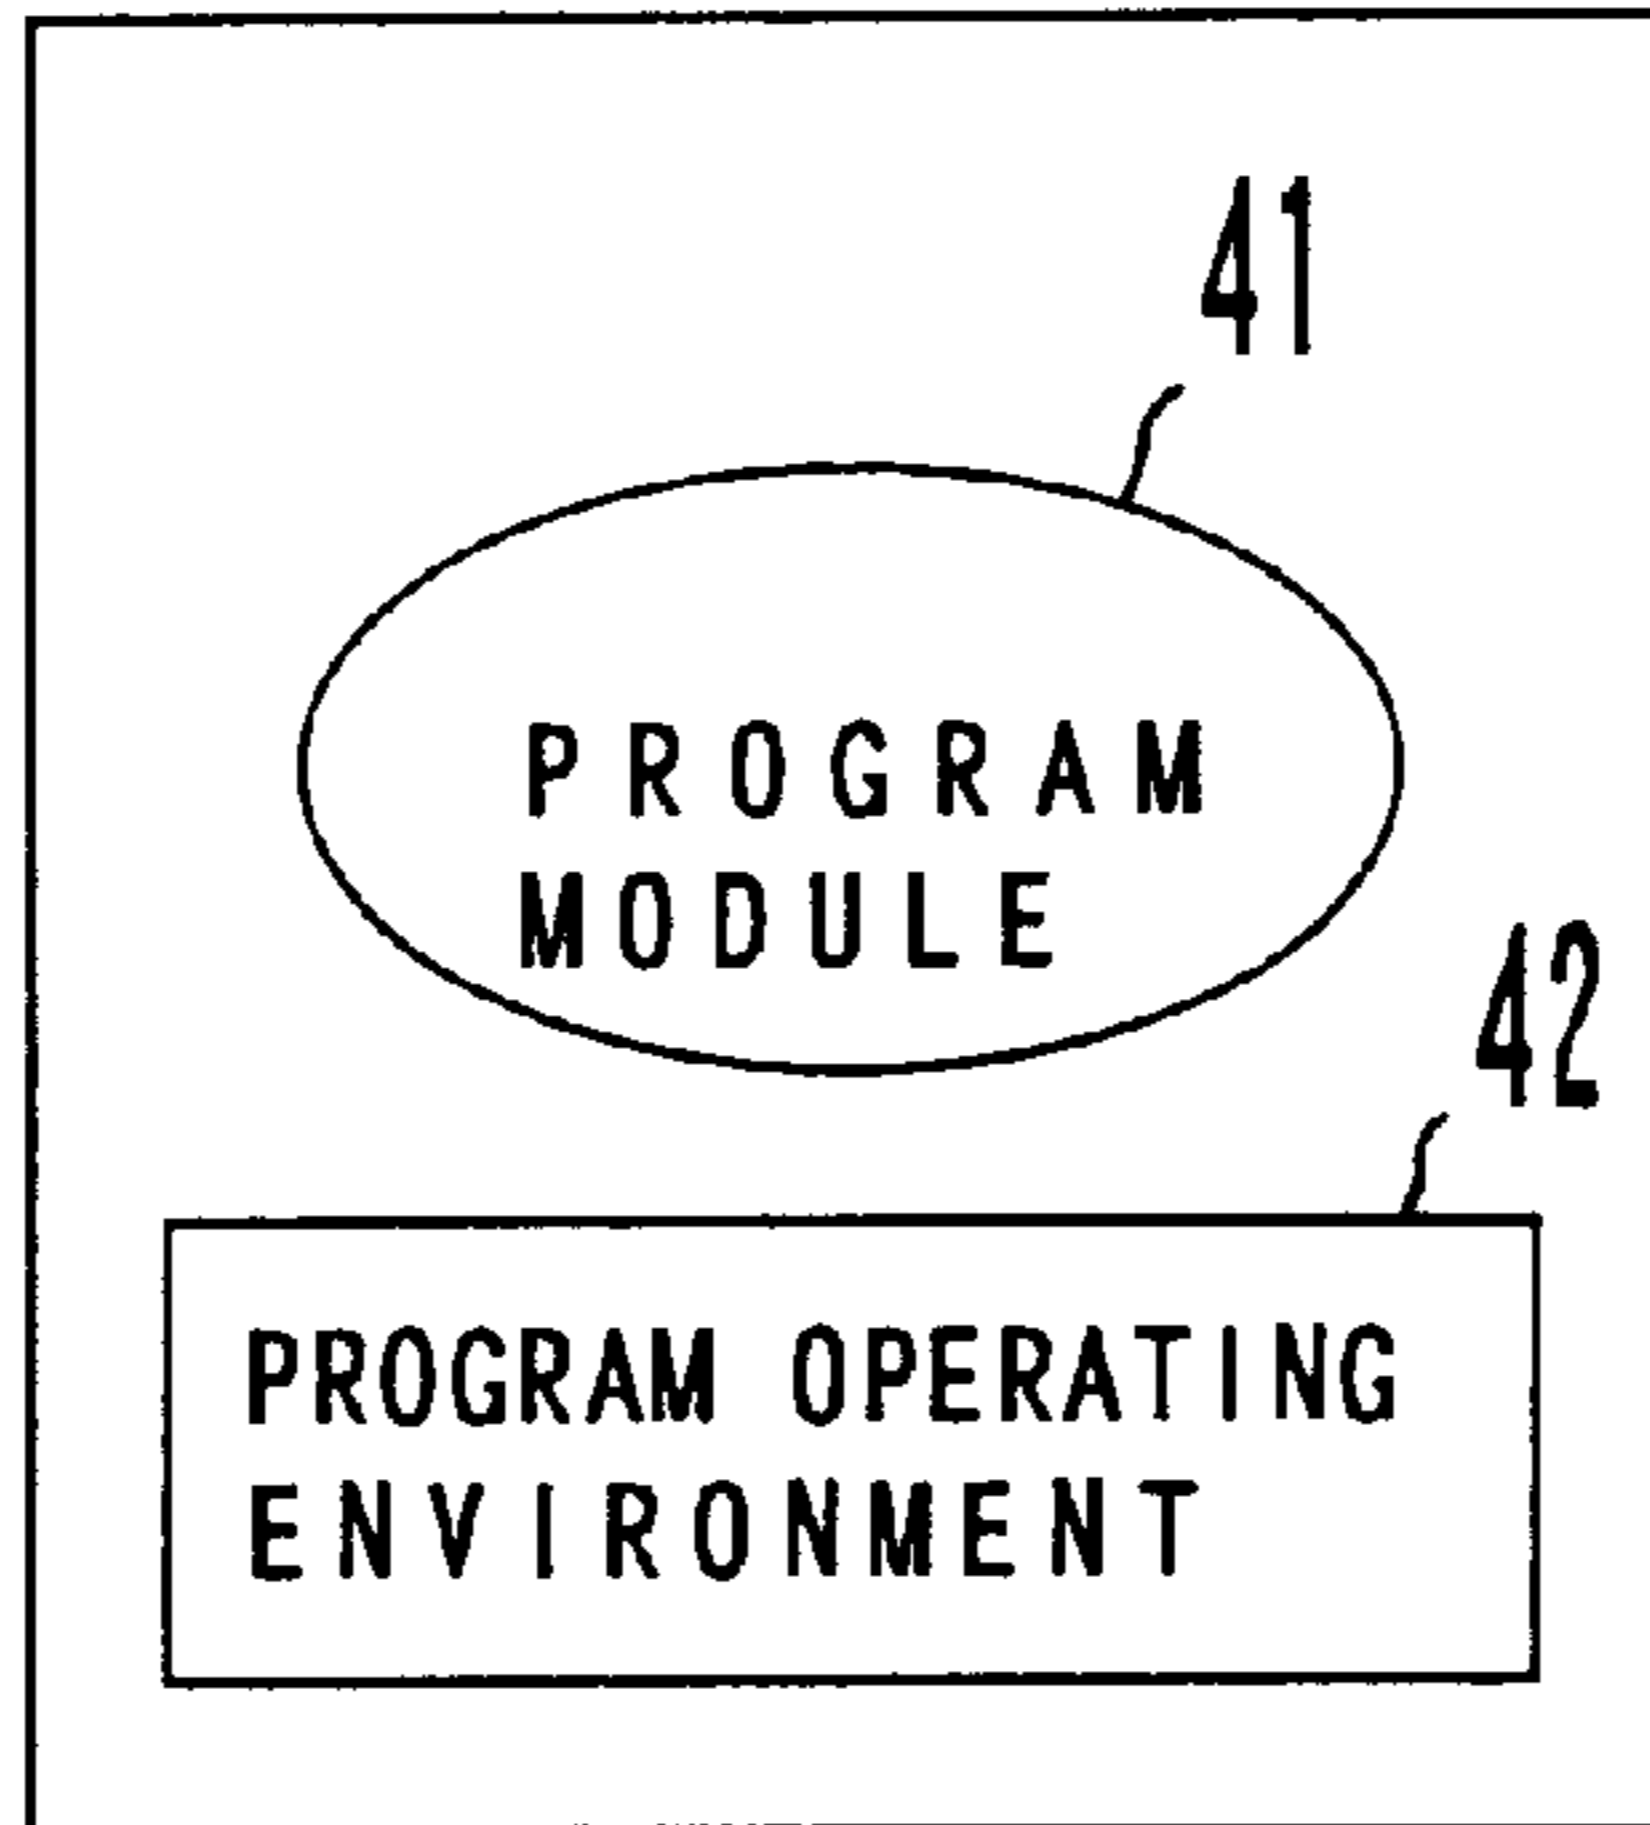 41
PROGRAM
MODULE
42
PROGRAM OPERATING
ENVIRONMENT